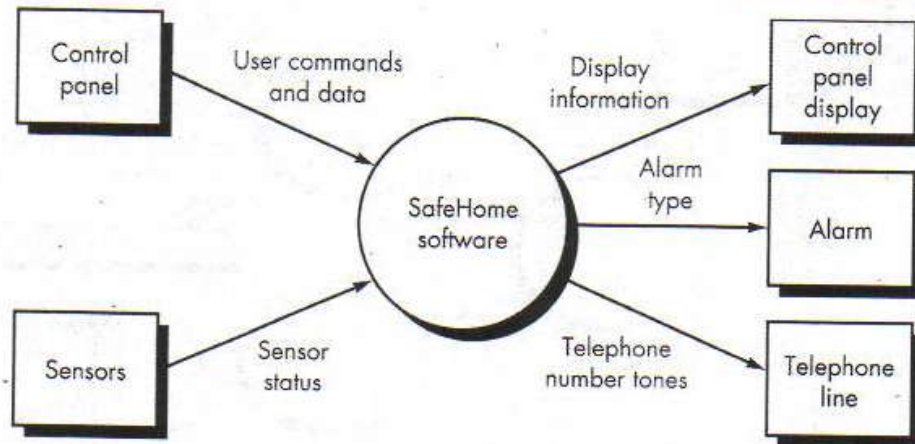 Control
panel
User commands
and data
Display
information
Control
panel
display
SafeHome
software
Alarm
type
Alarm
Sensors
Sensor
status
Telephone
number tones
Telephone
line